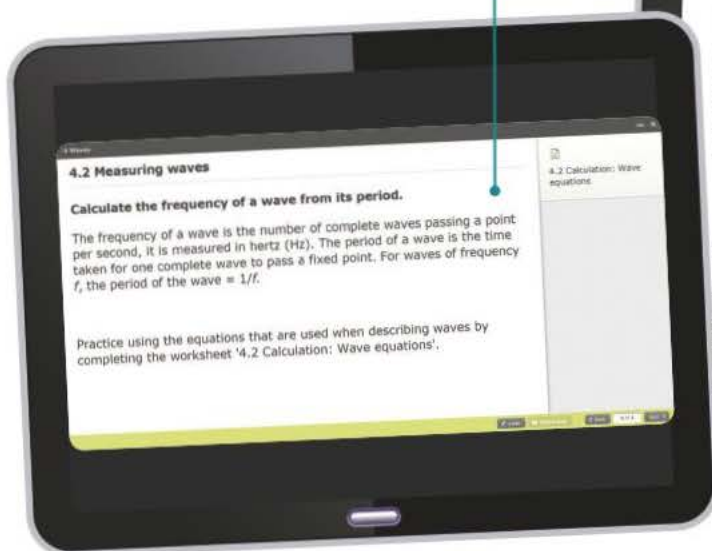 4 Waves
4.2 Measuring waves
Calculate the frequency of a wave from its period.
The frequency of a wave is the number of complete waves passing a point
per second, it is measured in hertz (Hz). The period of a wave is the time
taken for one complete wave to pass a fixed point. For waves of frequency
f, the period of the wave = 1/f.
Practice using the equations that are used when describing waves by
completing the worksheet '4.2 Calculation: Wave equations'.
4.2 Calculation: Wave
equations